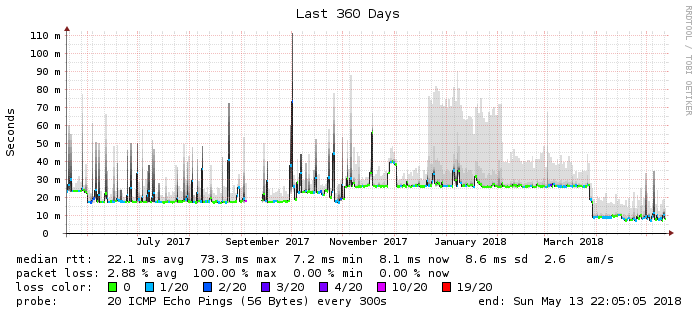 Last 360 Days
RRDTOOL / TOBI OETIKER
Seconds
110 m
100 m
90 m
80 m
70 m
60 m
50 m
40 m
30 m
20 m
10 m
0
July 2017 September 2017 November 2017 January 2018 March 2018
median rtt: 22.1 ms avg 73.3 ms max 7.2 ms min 8.1 ms now 8.6 ms sd 2.6 am/s
packet loss: 2.88 % avg 100.00 % max 0.00 % min 0.00 % now
loss color: 0 1/20 2/20 3/20 4/20 10/20 19/20
probe: 20 ICMP Echo Pings (56 Bytes) every 300s end: Sun May 13 22:05:05 2018